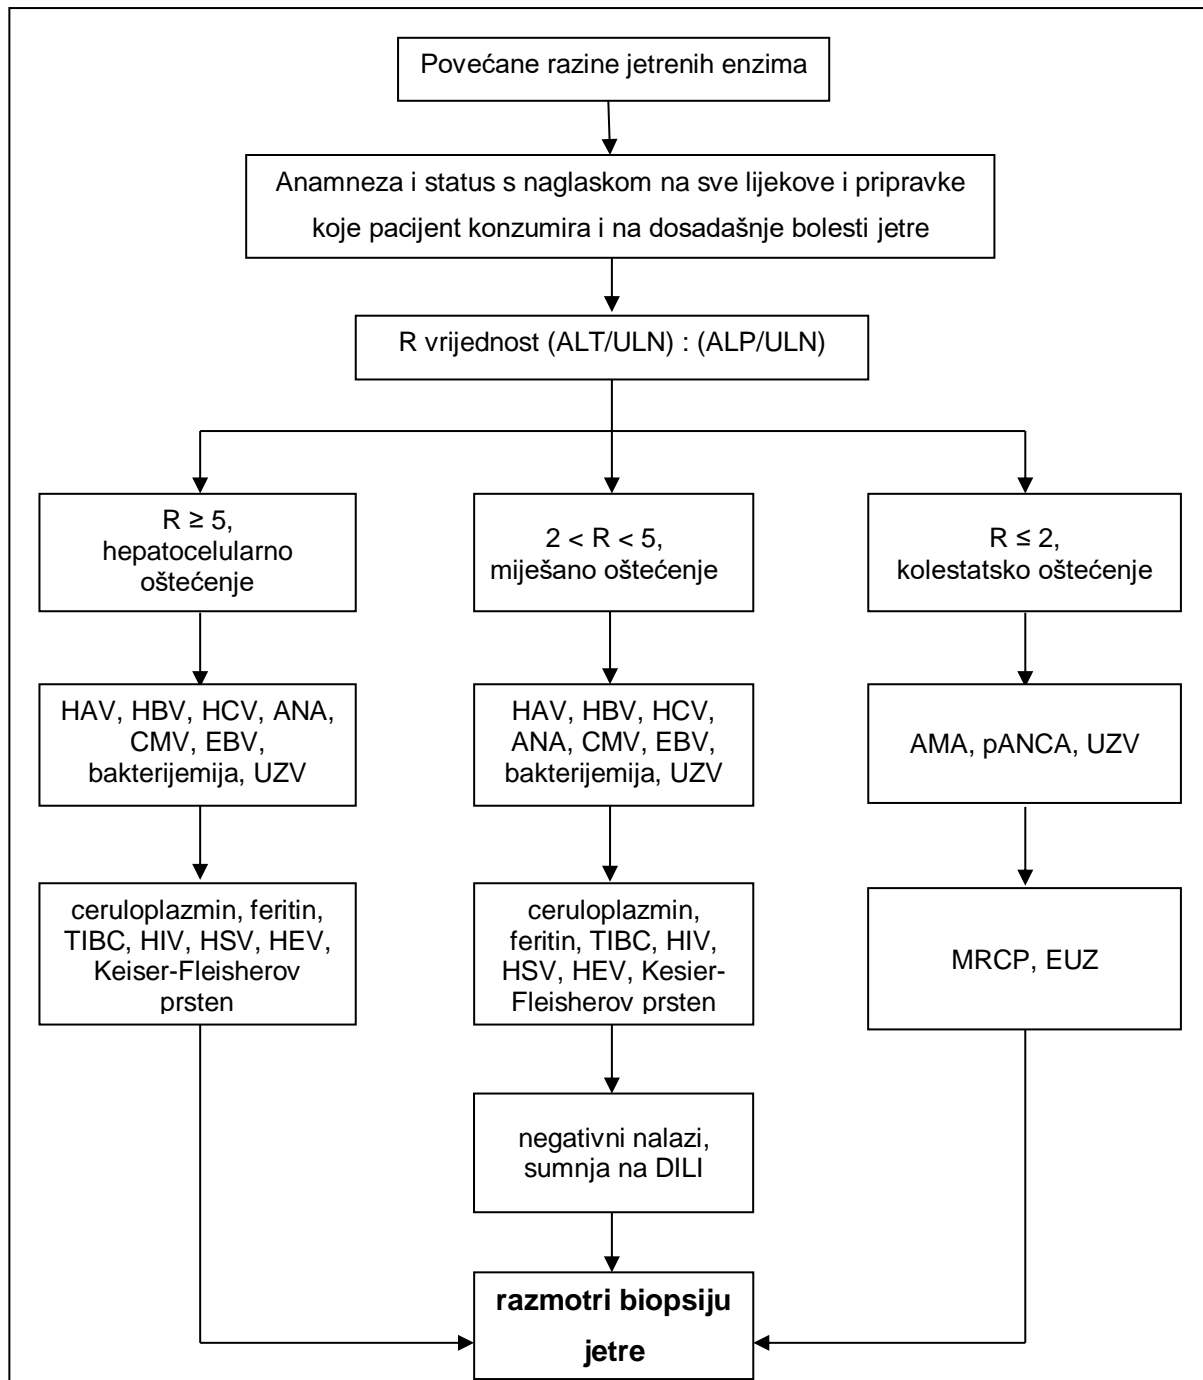 Povećane razine jetrenih enzima
Anamneza i status s naglaskom na sve lijekove i pripravke
koje pacijent konzumira i na dosadašnje bolesti jetre
R vrijednost (ALT/ULN) : (ALP/ULN)
R ≥ 5,
hepatocelularno
oštećenje
2 < R < 5,
miješano oštećenje
R ≤ 2,
kolestatsko oštećenje
HAV, HBV, HCV, ANA,
CMV, EBV,
bakterijemija, UZV
HAV, HBV, HCV,
ANA, CMV, EBV,
bakterijemija, UZV
AMA, pANCA, UZV
ceruloplazmin, feritin,
TIBC, HIV, HSV, HEV,
Keiser-Fleisherov
prsten
ceruloplazmin,
feritin, TIBC, HIV,
HSV, HEV, Kesier-
Fleisherov prsten
MRCP, EUZ
negativni nalazi,
sumnja na DILI
razmotri biopsiju
jetre